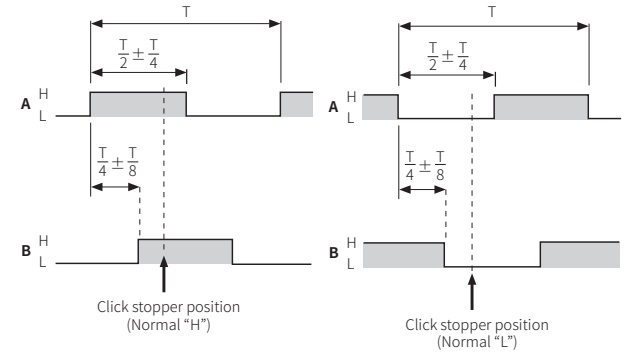 T
T/2 ± T/4
A H
L
T/4 ± T/8
B H
L
Click stopper position
(Normal “H”)
T
T/2 ± T/4
A H
L
T/4 ± T/8
B H
L
Click stopper position
(Normal “L”)